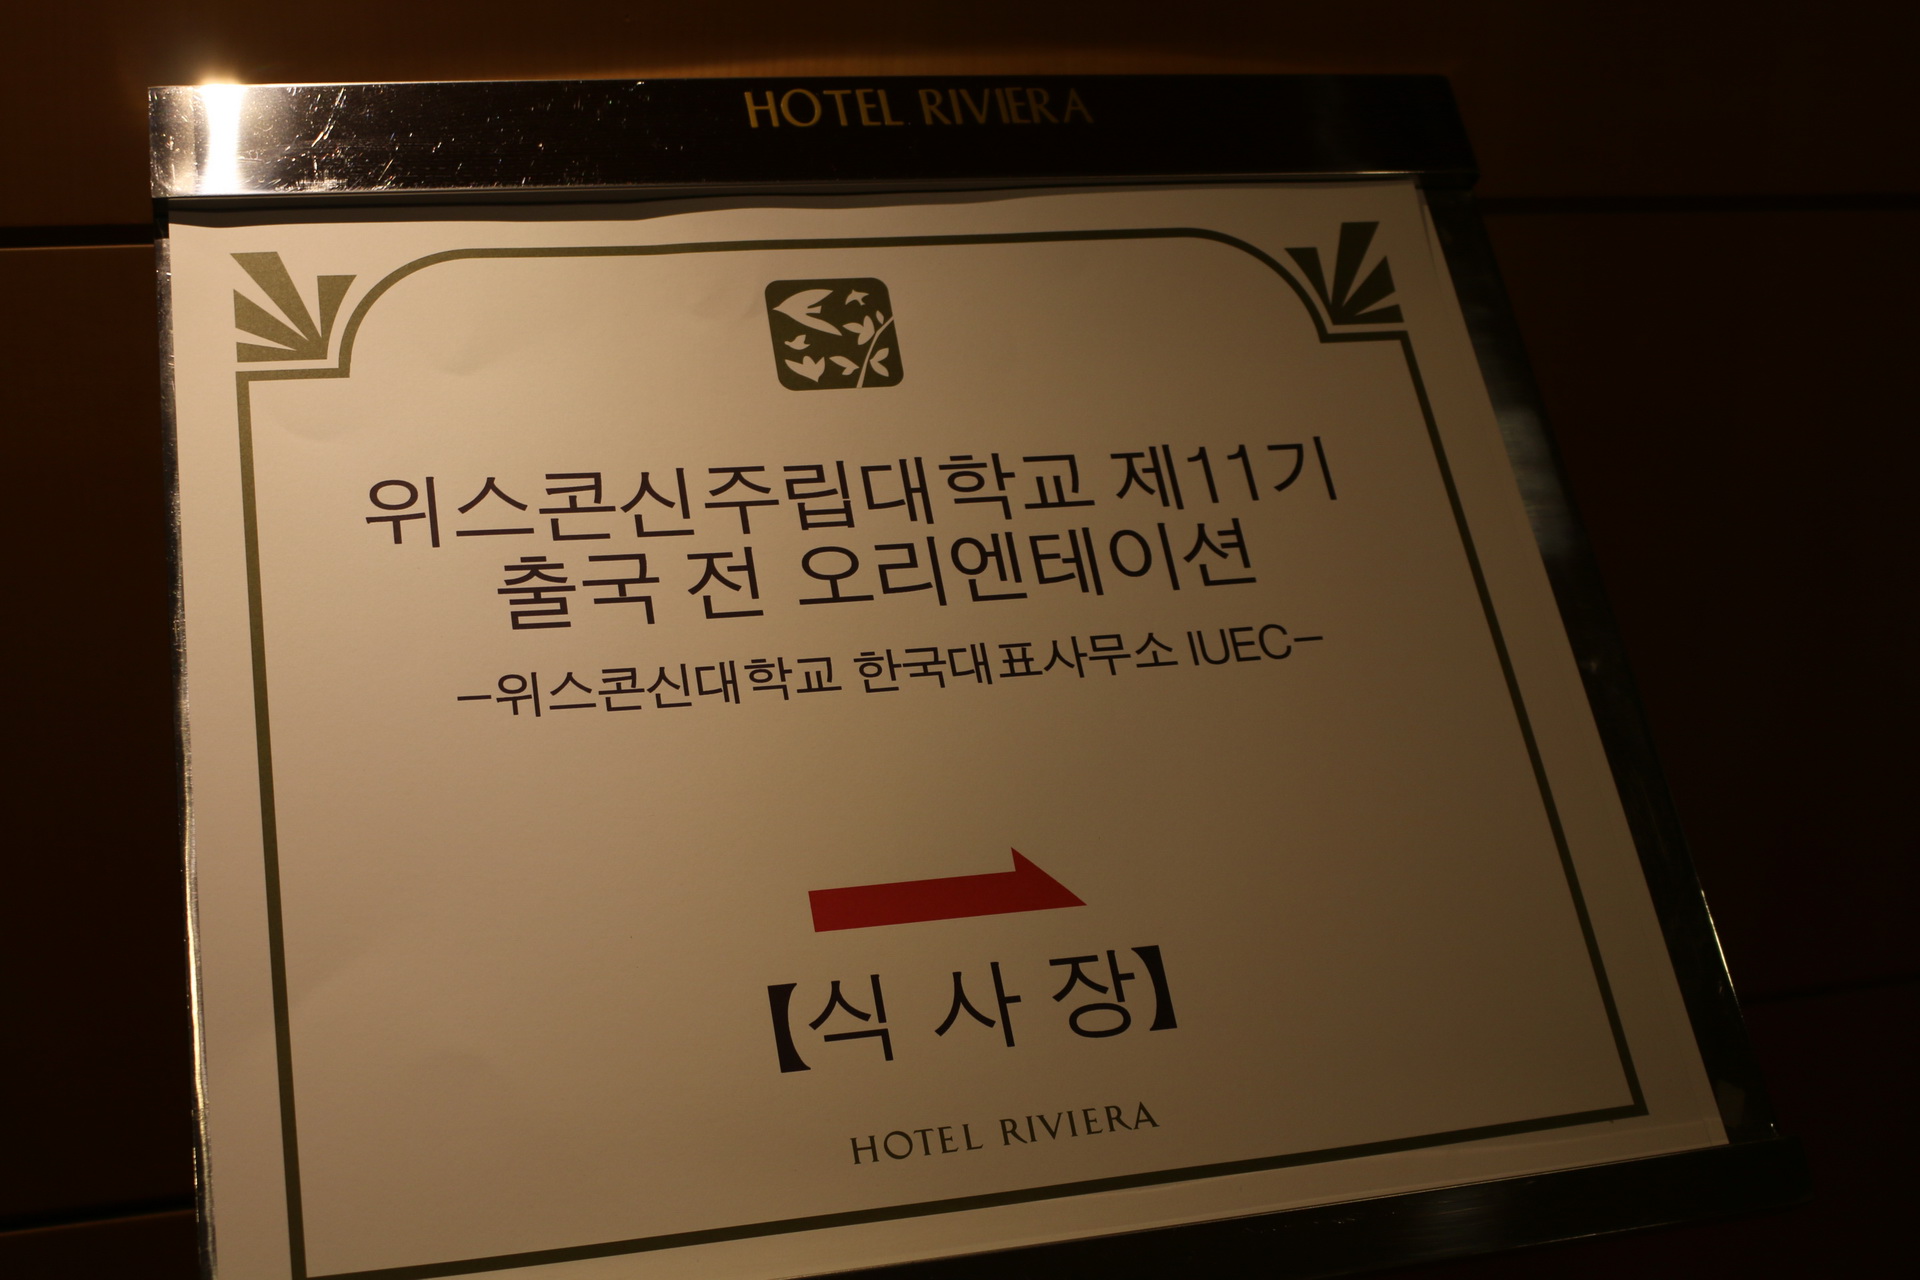 HOTEL RIVIERA
위스콘신주립대학교 제11기
출국 전 오리엔테이션
-위스콘신대학교 한국대표사무소 IUEC-
【식 사 장】
HOTEL RIVIERA